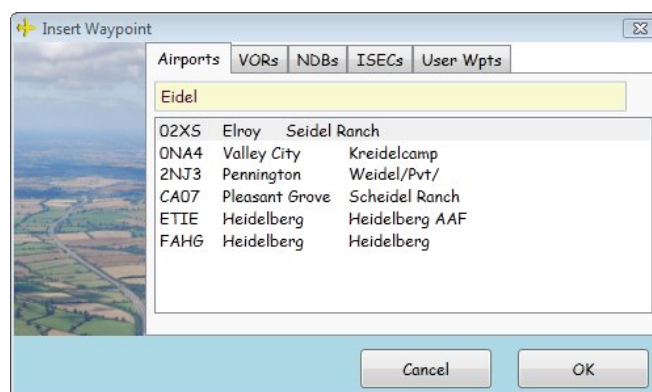 Insert Waypoint
Airports VORs NDBs ISECs User Wpts
Eidel
02XS Elroy Seidel Ranch
0NA4 Valley City Kreidelcamp
2NJ3 Pennington Weidel/Pvt/
CA07 Pleasant Grove Scheidel Ranch
ETIE Heidelberg Heidelberg AAF
FAHG Heidelberg Heidelberg
Cancel OK